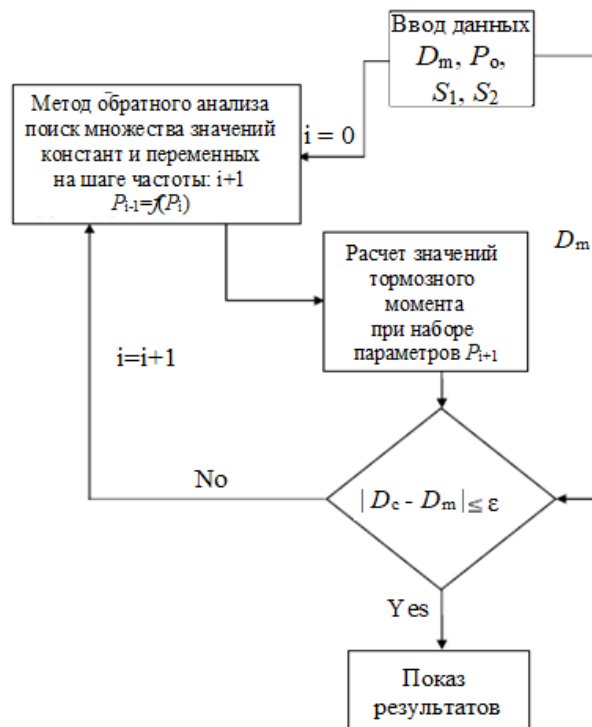 Ввод данных
Dm, Po,
S1, S2
Метод обратного анализа
поиск множества значений
констант и переменных
на шаге частоты: i+1
Pi-1=f(Pi)
i = 0
Расчет значений
тормозного
момента
при наборе
параметров Pi+1
Dm
i=i+1
No
| Dc - Dm| ≤ ε
Yes
Показ
результатов